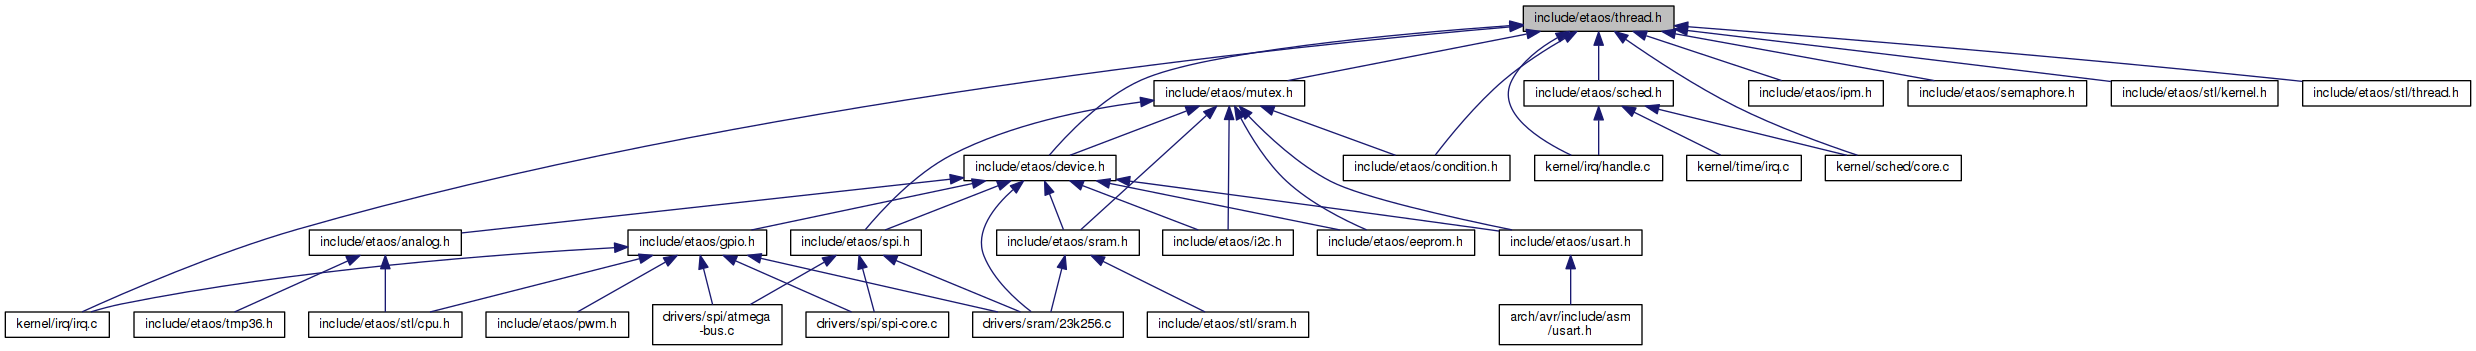 include/etaos/thread.h
include/etaos/mutex.h
include/etaos/sched.h
include/etaos/ipm.h
include/etaos/semaphore.h
include/etaos/stl/kernel.h
include/etaos/stl/thread.h
include/etaos/device.h
include/etaos/condition.h
kernel/irq/handle.c
kernel/time/irq.c
kernel/sched/core.c
include/etaos/analog.h
include/etaos/gpio.h
include/etaos/spi.h
include/etaos/sram.h
include/etaos/i2c.h
include/etaos/eeprom.h
include/etaos/usart.h
kernel/irq/irq.c
include/etaos/tmp36.h
include/etaos/stl/cpu.h
include/etaos/pwm.h
drivers/spi/atmega
-bus.c
drivers/spi/spi-core.c
drivers/sram/23k256.c
include/etaos/stl/sram.h
arch/avr/include/asm
/usart.h